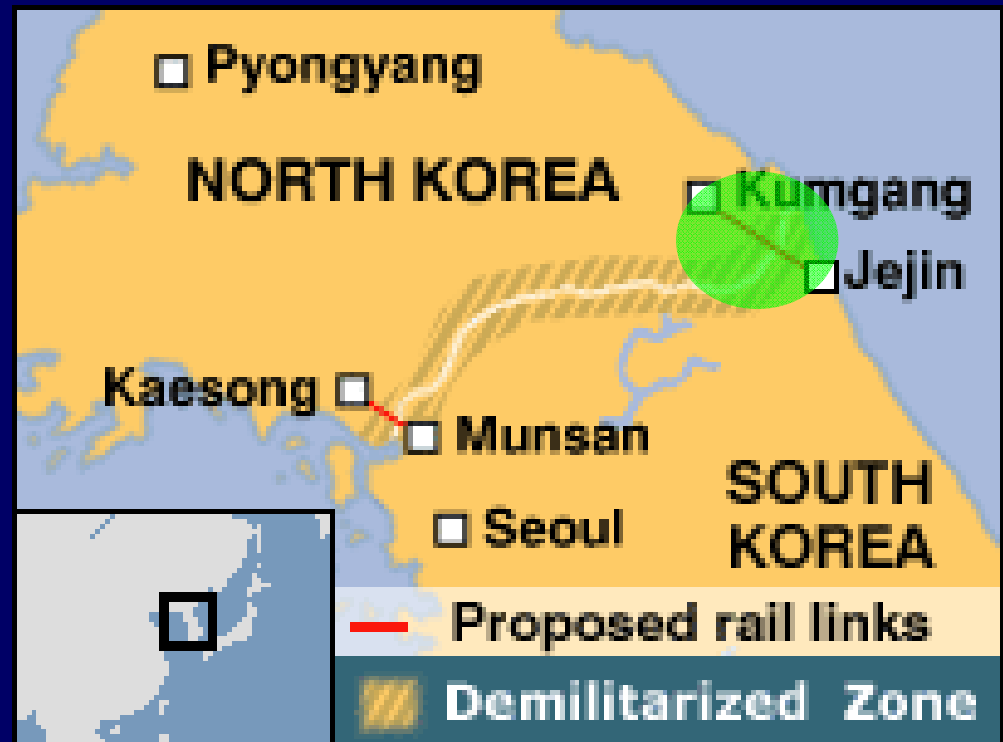 Pyongyang
NORTH KOREA
Kumgang
Jejin
Kaesong
Munsan
SOUTH
KOREA
Seoul
Proposed rail links
Demilitarized Zone